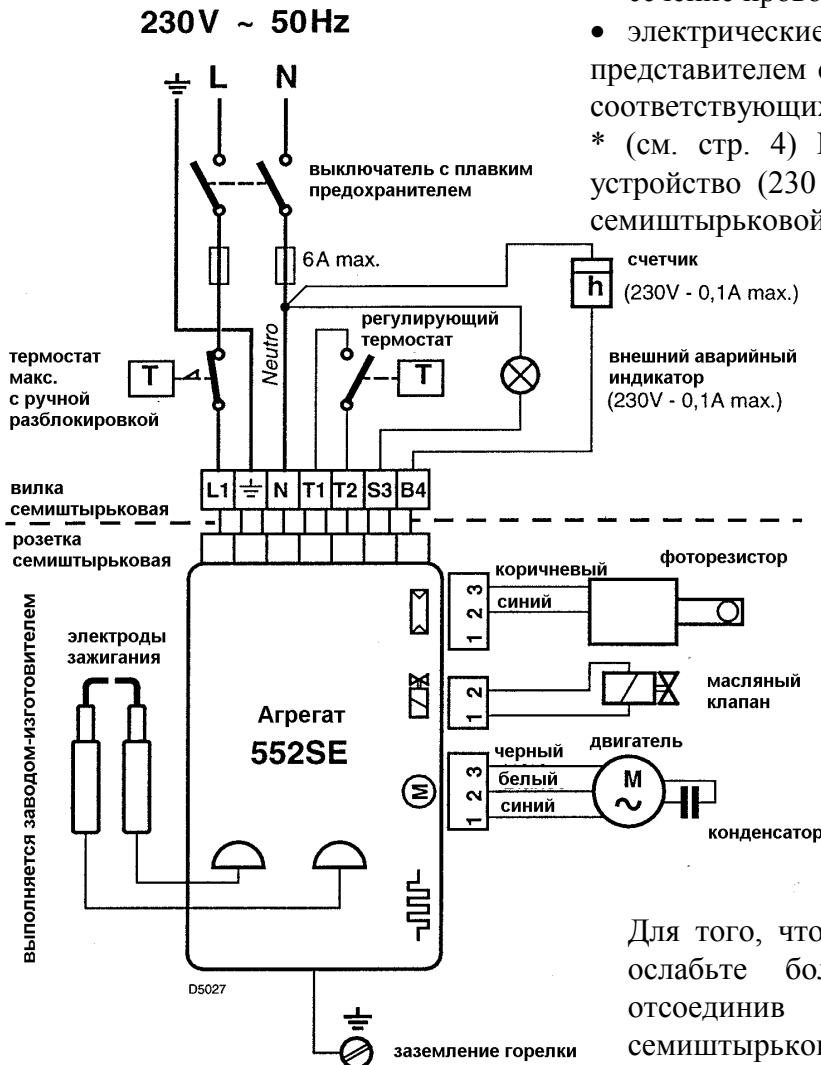 сечение прово
230V ~ 50Hz
• электрические
представителем
соответствующих
* (см. стр. 4)
устройство (230
семиштырьковой
L N
выключатель с плавким
предохранителем
6A max.
счетчик
h
(230V - 0,1A max.)
Neutro
регулирующий
термостат
термостат
макс.
с ручной
разблокировкой
T
T
внешний аварийный
индикатор
(230V - 0,1A max.)
вилка
семиштырьковая
L1 N T1 T2 S3 B4
розетка
семиштырьковая
выполняется заводом-изготовителем
электроды
зажигания
Агрегат
552SE
M
коричневый
синий
3
2
1
фоторезистор
2
1
масляный
клапан
черный
белый
синий
3
2
1
двигатель
M
~
конденсатор
D5027
заземление горелки
Для того, что
ослабьте бол
отсоединив
семиштырьков